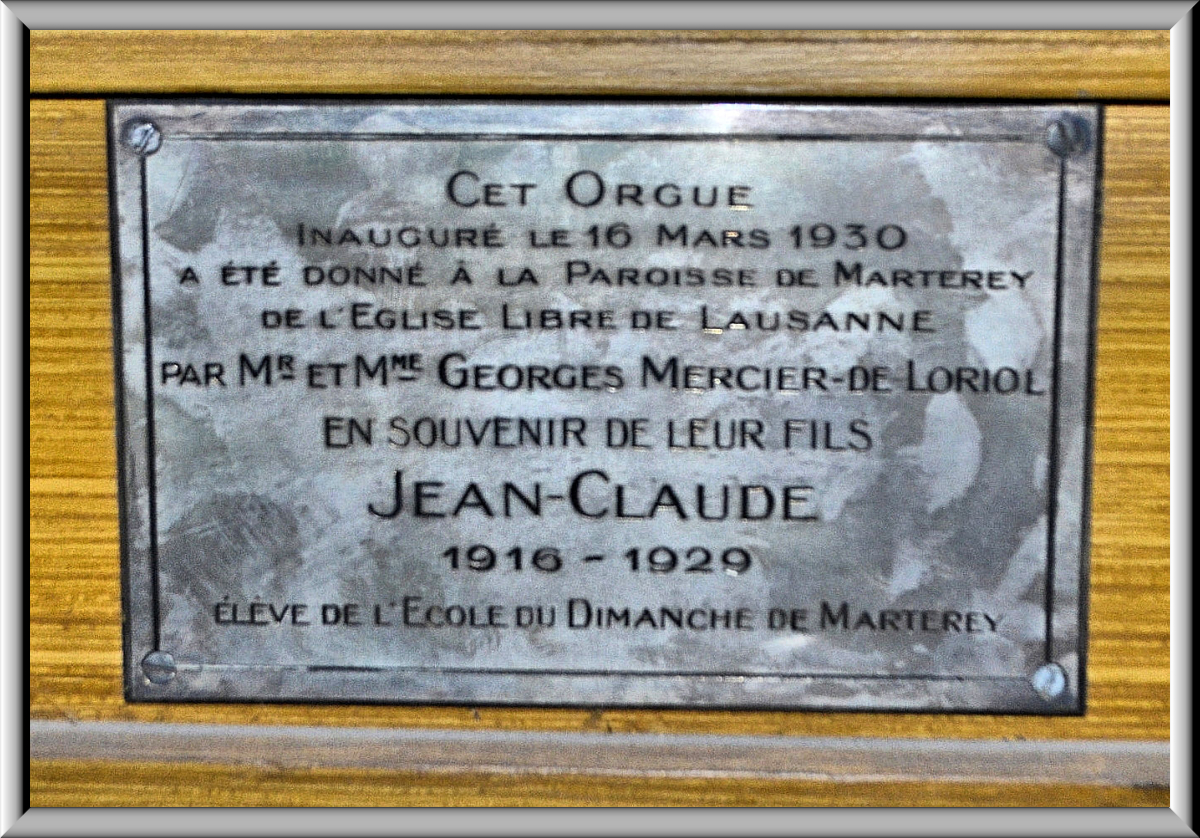 CET ORGUE
INAUGURÉ LE 16 MARS 1930
A ÉTÉ DONNÉ À LA PAROISSE DE MARTEREY
DE L'EGLISE LIBRE DE LAUSANNE
PAR MR ET MME GEORGES MERCIER-DE LORIOL
EN SOUVENIR DE LEUR FILS
JEAN-CLAUDE
1916 - 1929
ÉLÈVE DE L'ECOLE DU DIMANCHE DE MARTEREY